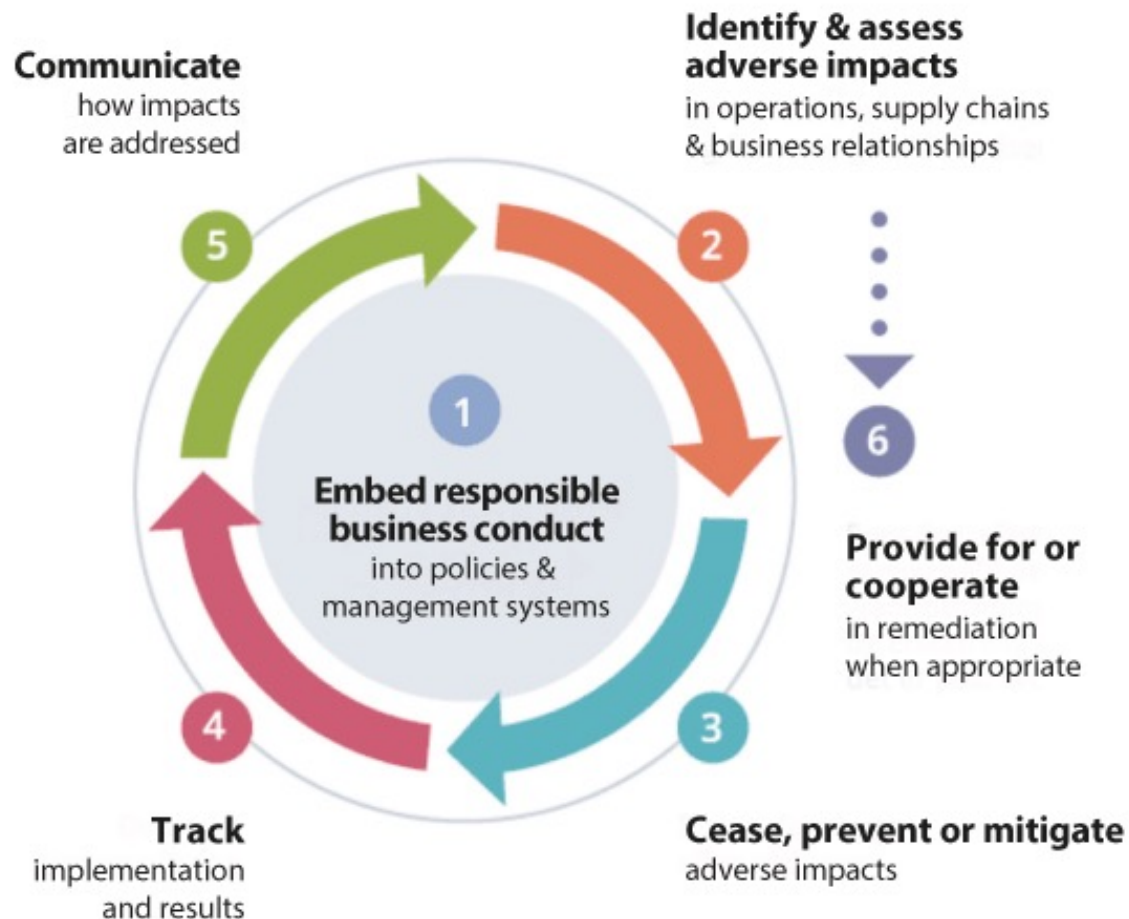 1
Embed responsible
business conduct
into policies &
management systems
2
Identify & assess
adverse impacts
in operations, supply chains
& business relationships
3
Cease, prevent or mitigate
adverse impacts
4
Track
implementation
and results
5
Communicate
how impacts
are addressed
6
Provide for or
cooperate
in remediation
when appropriate